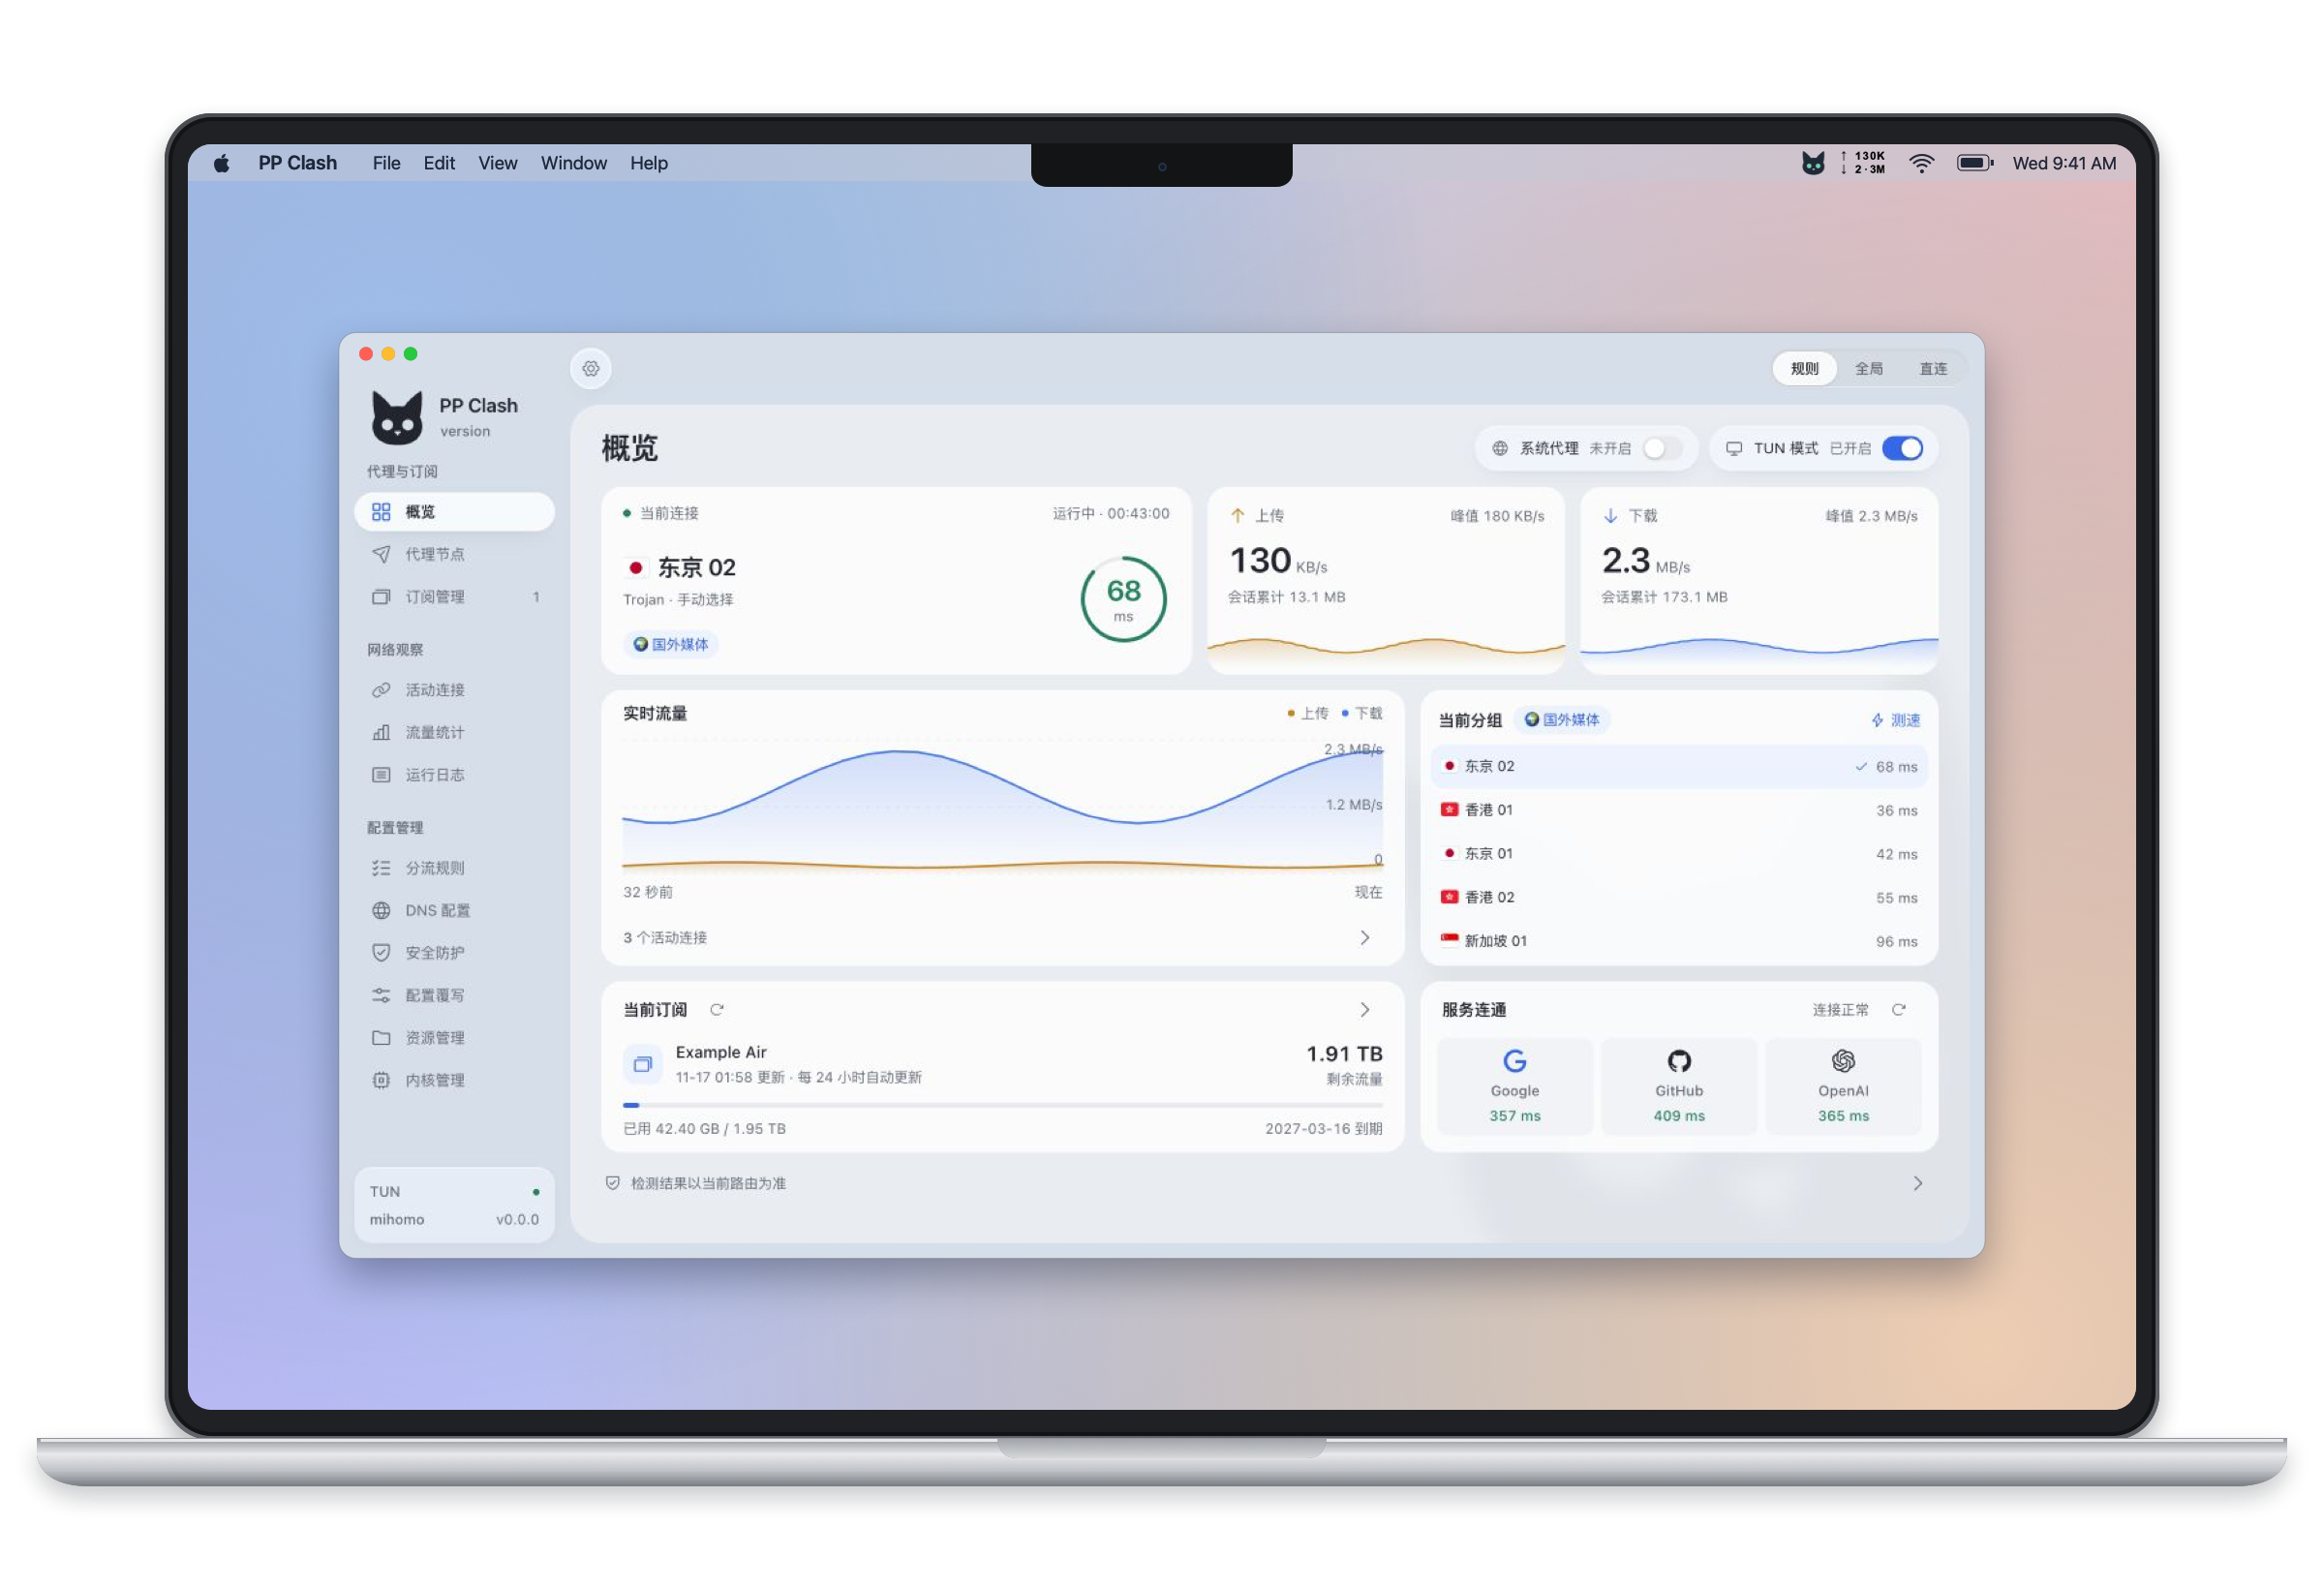 PP Clash File Edit View Window Help
↑ 130K
↓ 2·3M
Wed 9:41 AM
规则 全局 直连
PP Clash
version
代理与订阅
概览
代理节点
订阅管理 1
网络观察
活动连接
流量统计
运行日志
配置管理
分流规则
DNS 配置
安全防护
配置覆写
资源管理
内核管理
TUN
mihomo v0.0.0
概览
系统代理 未开启
TUN 模式 已开启
当前连接 运行中 · 00:43:00
东京 02
Trojan · 手动选择
国外媒体
68
ms
上传 峰值 180 KB/s
130 KB/s
会话累计 13.1 MB
下载 峰值 2.3 MB/s
2.3 MB/s
会话累计 173.1 MB
实时流量 上传 下载
2.3 MB/s
1.2 MB/s
0
32 秒前 现在
3 个活动连接
当前分组 国外媒体 测速
东京 02 68 ms
香港 01 36 ms
东京 01 42 ms
香港 02 55 ms
新加坡 01 96 ms
当前订阅
Example Air 1.91 TB
11-17 01:58 更新 · 每 24 小时自动更新 剩余流量
已用 42.40 GB / 1.95 TB 2027-03-16 到期
服务连通 连接正常
Google
357 ms
GitHub
409 ms
OpenAI
365 ms
检测结果以当前路由为准